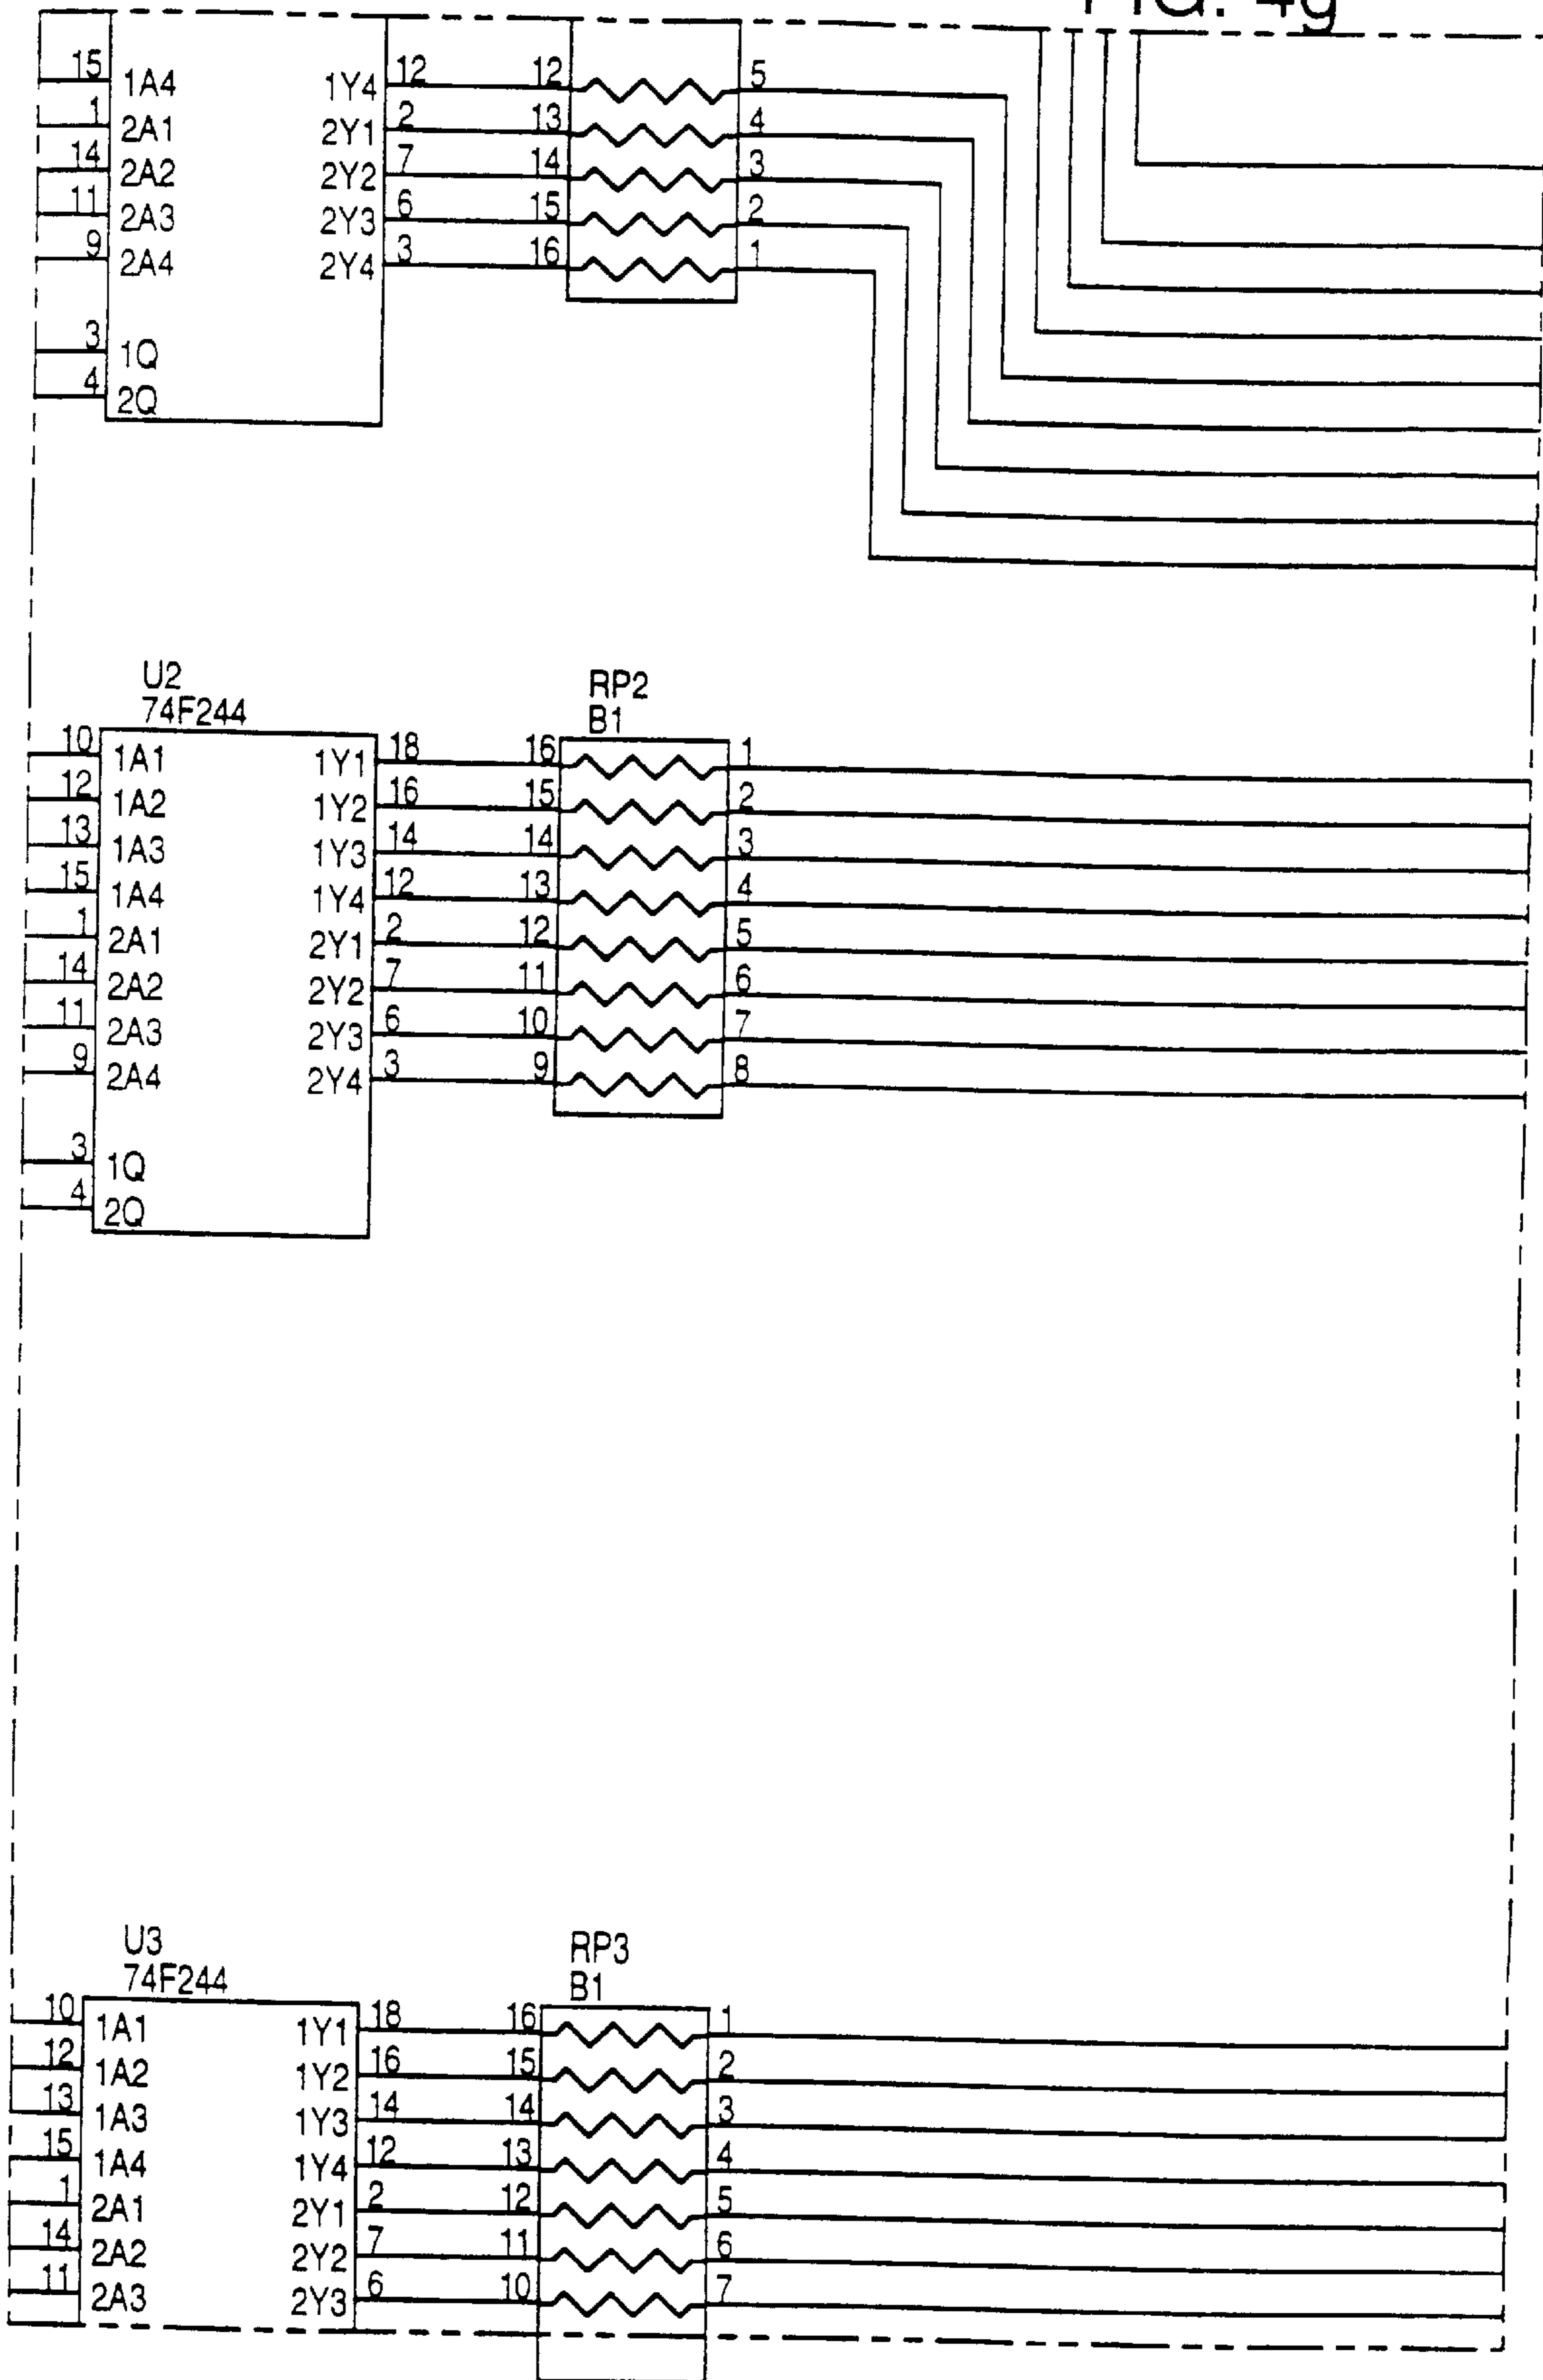 FIG. 4g
15 1A4 1Y4 12 12 5
1 2A1 2Y1 2 13 4
14 2A2 2Y2 7 14 3
11 2A3 2Y3 6 15 2
9 2A4 2Y4 3 16 1
3 1Q
4 2Q
U2
74F244
RP2
B1
10 1A1 1Y1 18 16 1
12 1A2 1Y2 16 15 2
13 1A3 1Y3 14 14 3
15 1A4 1Y4 12 13 4
1 2A1 2Y1 2 12 5
14 2A2 2Y2 7 11 6
11 2A3 2Y3 6 10 7
9 2A4 2Y4 3 9 8
3 1Q
4 2Q
U3
74F244
RP3
B1
10 1A1 1Y1 18 16 1
12 1A2 1Y2 16 15 2
13 1A3 1Y3 14 14 3
15 1A4 1Y4 12 13 4
1 2A1 2Y1 2 12 5
14 2A2 2Y2 7 11 6
11 2A3 2Y3 6 10 7